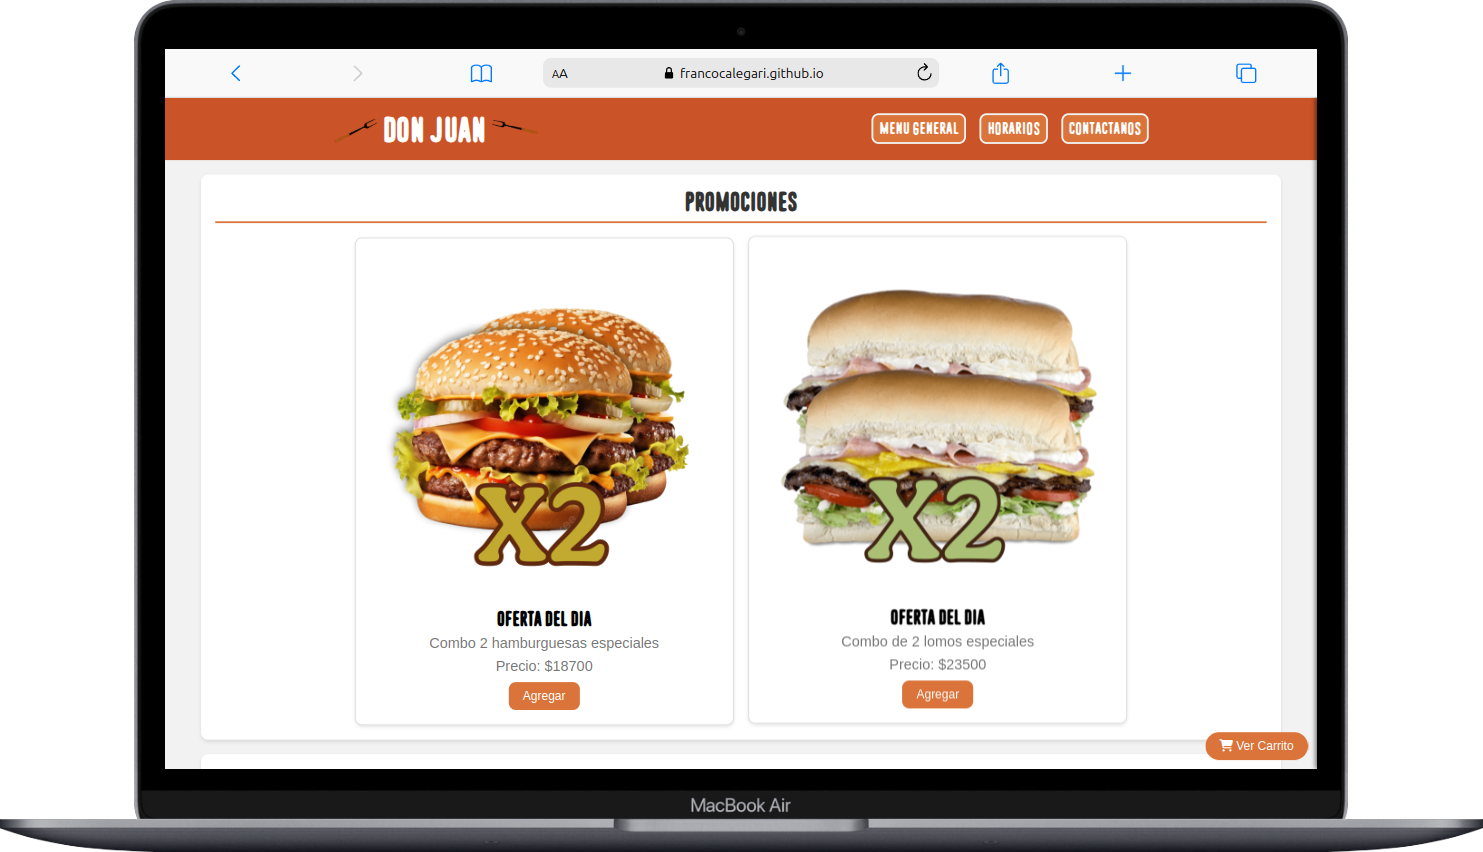 AA
francocalegari.github.io
DON JUAN
MENU GENERAL
HORARIOS
CONTACTANOS
PROMOCIONES
X2
OFERTA DEL DIA
Combo 2 hamburguesas especiales
Precio: $18700
Agregar
X2
OFERTA DEL DIA
Combo de 2 lomos especiales
Precio: $23500
Agregar
Ver Carrito
MacBook Air